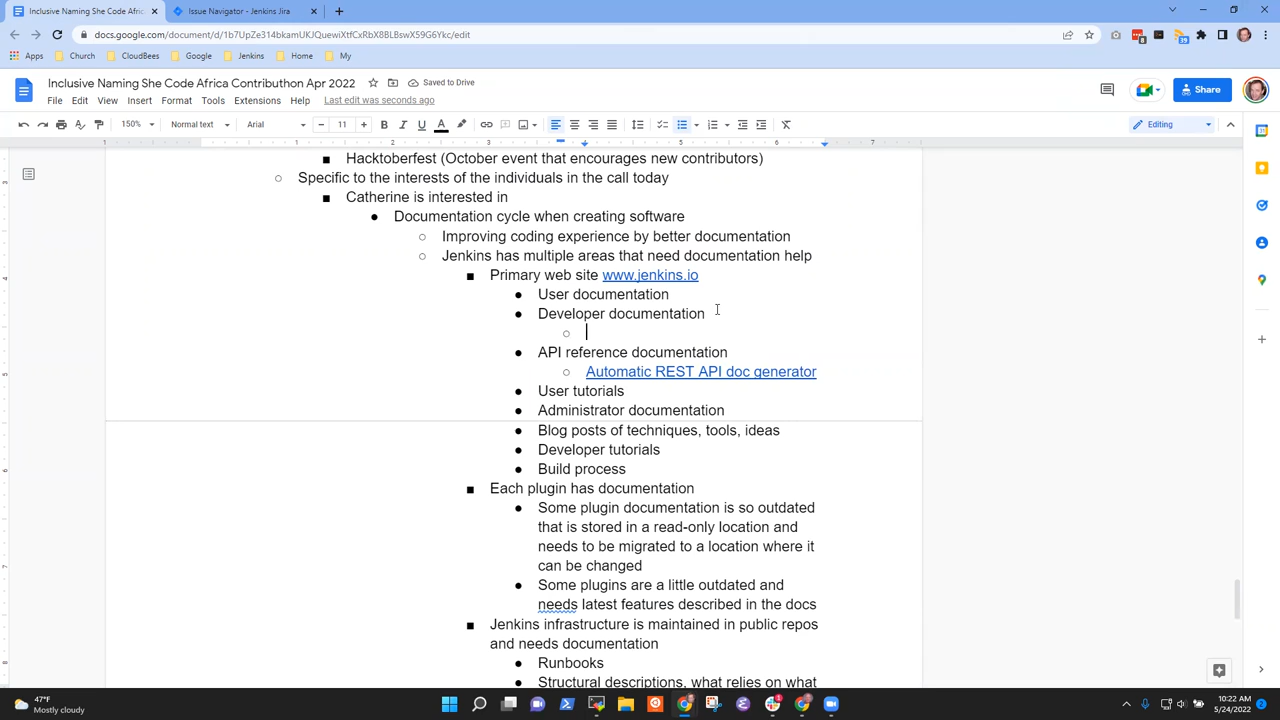 Inclusive Naming She Code Africa
Issue Navigator - Jenkins Jira
docs.google.com/document/d/1b7UpZe314bkamUKJQuewiXtfCxRbX8BLBswX59G6Ykc/edit
Apps Church CloudBees Google Jenkins Home My
Inclusive Naming She Code Africa Contributhon Apr 2022 Saved to Drive
File Edit View Insert Format Tools Extensions Help Last edit was seconds ago
Share
150% Normal text Arial 11 Editing
1 1 2 3 4 5 6 7
Hacktoberfest (October event that encourages new contributors)
Specific to the interests of the individuals in the call today
Catherine is interested in
Documentation cycle when creating software
Improving coding experience by better documentation
Jenkins has multiple areas that need documentation help
Primary web site www.jenkins.io
User documentation
Developer documentation
API reference documentation
Automatic REST API doc generator
User tutorials
Administrator documentation
Blog posts of techniques, tools, ideas
Developer tutorials
Build process
Each plugin has documentation
Some plugin documentation is so outdated
that is stored in a read-only location and
needs to be migrated to a location where it
can be changed
Some plugins are a little outdated and
needs latest features described in the docs
Jenkins infrastructure is maintained in public repos
and needs documentation
Runbooks
Structural descriptions, what relies on what
47°F
Mostly cloudy
10:22 AM
5/24/2022